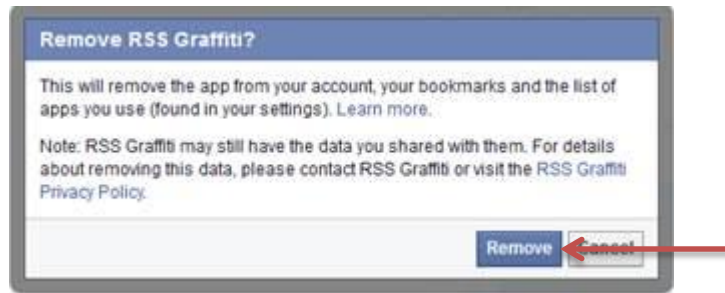 Remove RSS Graffiti?
This will remove the app from your account, your bookmarks and the list of
apps you use (found in your settings). Learn more.
Note: RSS Graffiti may still have the data you shared with them. For details
about removing this data, please contact RSS Graffiti or visit the RSS Graffiti
Privacy Policy.
Remove Cancel